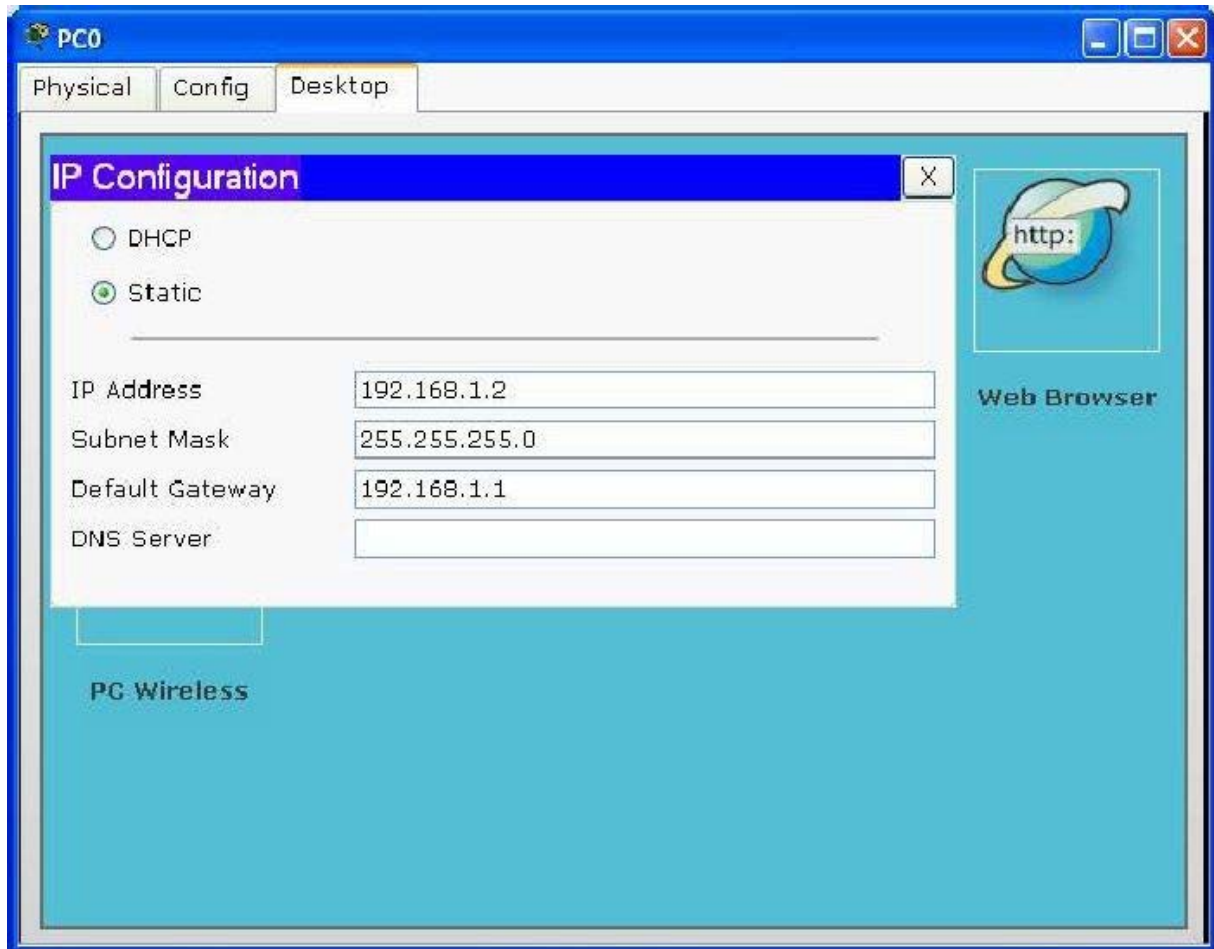 PC0
Physical Config Desktop
IP Configuration X
http:
DHCP
Static
IP Address 192.168.1.2
Web Browser
Subnet Mask 255.255.255.0
Default Gateway 192.168.1.1
DNS Server
PC Wireless